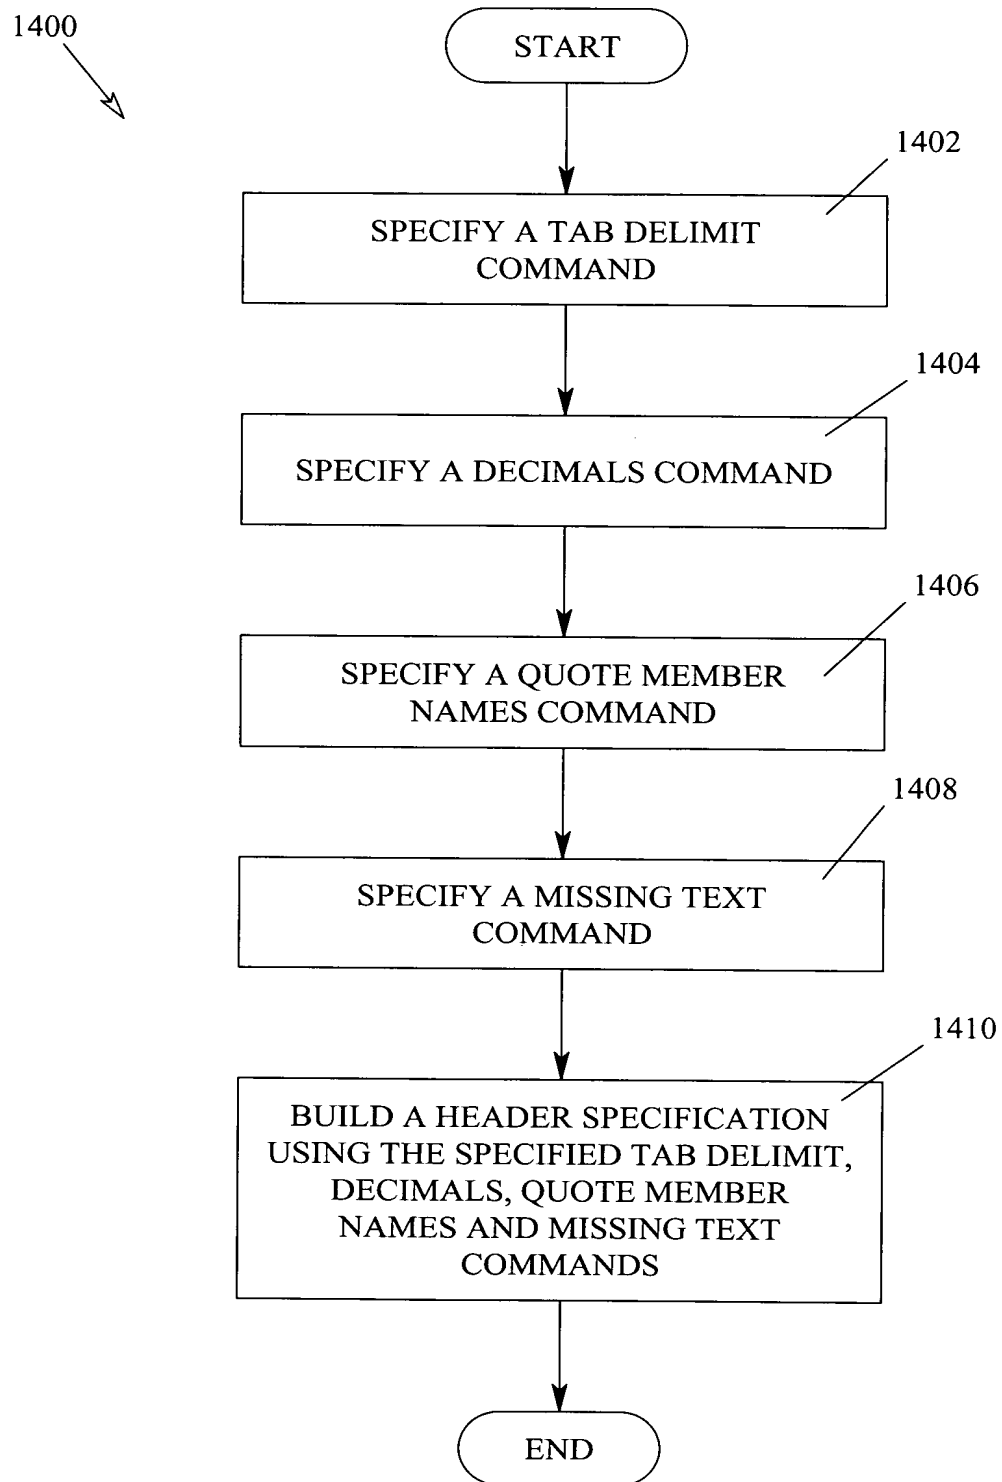 1400
START
1402
SPECIFY A TAB DELIMIT
COMMAND
1404
SPECIFY A DECIMALS COMMAND
1406
SPECIFY A QUOTE MEMBER
NAMES COMMAND
1408
SPECIFY A MISSING TEXT
COMMAND
1410
BUILD A HEADER SPECIFICATION
USING THE SPECIFIED TAB DELIMIT,
DECIMALS, QUOTE MEMBER
NAMES AND MISSING TEXT
COMMANDS
END